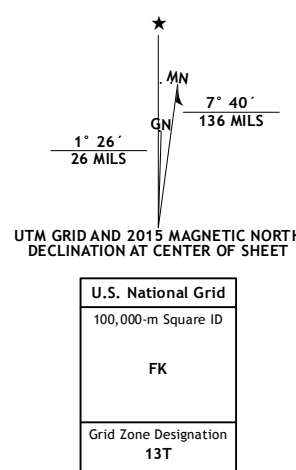 ★
MN
GN
7° 40´
136 MILS
1° 26´
26 MILS
UTM GRID AND 2015 MAGNETIC NORTH
DECLINATION AT CENTER OF SHEET
U.S. National Grid
100,000-m Square ID
FK
Grid Zone Designation
13T